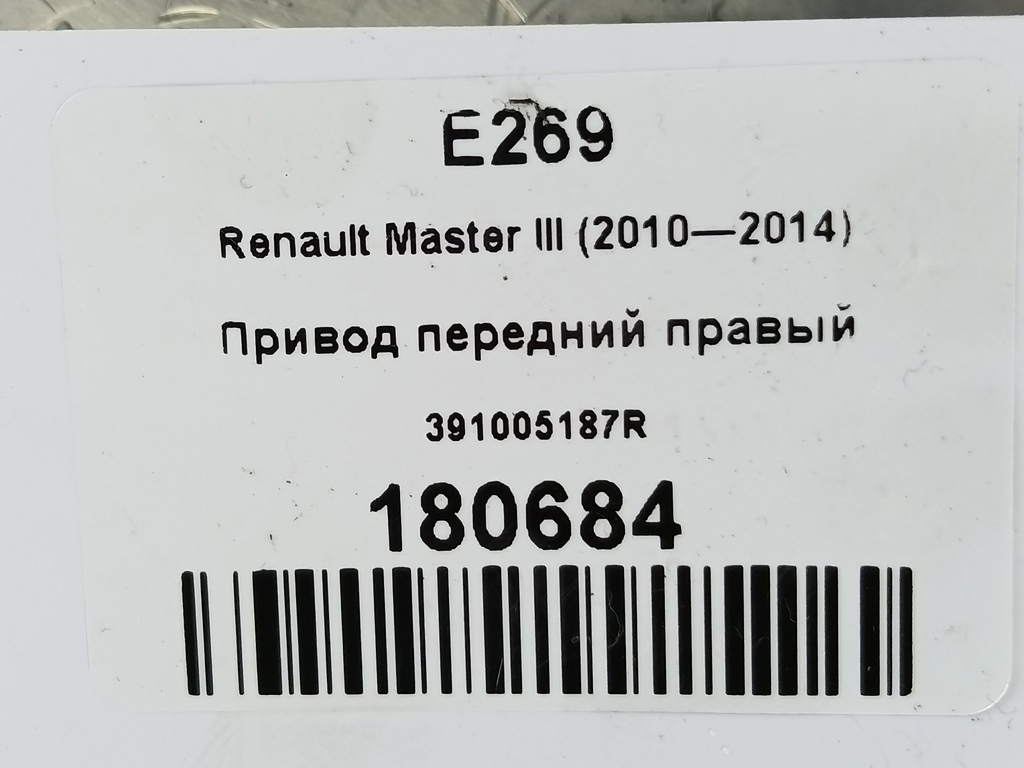 E269
Renault Master III (2010—2014)
Привод передний правый
391005187R
180684